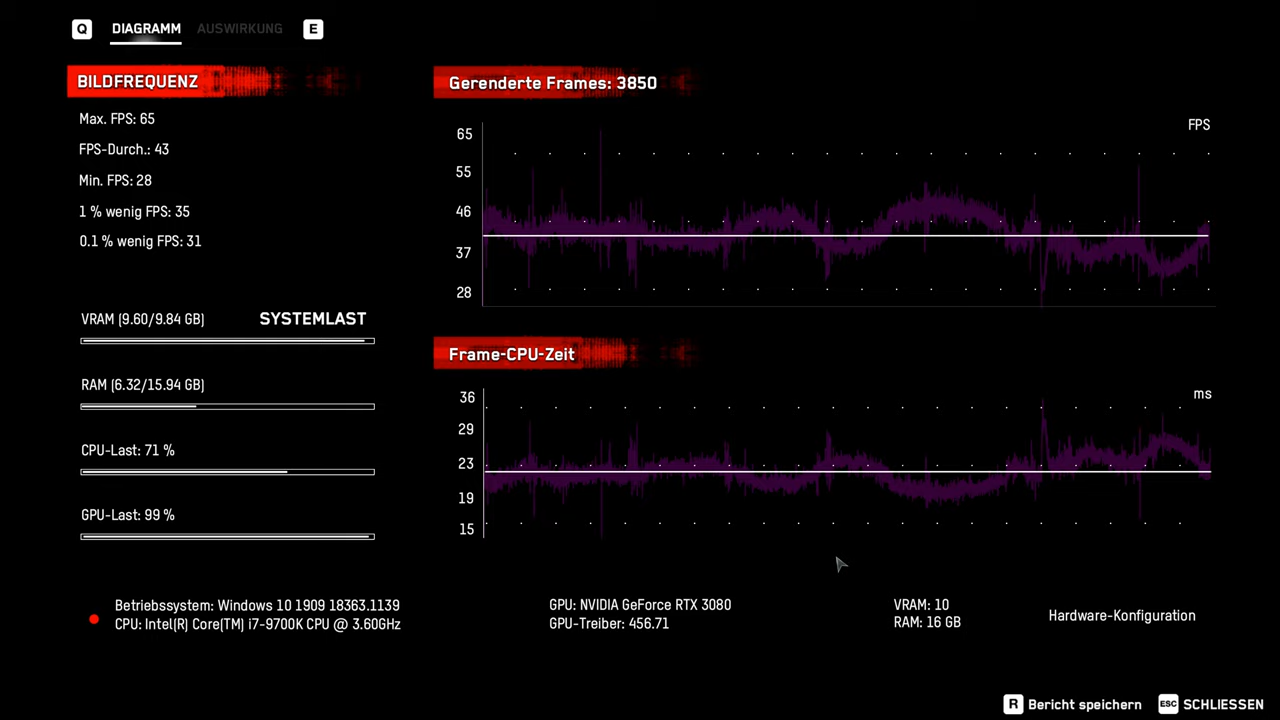 Q DIAGRAMM AUSWIRKUNG E
BILDFREQUENZ
Max. FPS: 65
FPS-Durch.: 43
Min. FPS: 28
1 % wenig FPS: 35
0.1 % wenig FPS: 31
VRAM (9.60/9.84 GB) SYSTEMLAST
RAM (6.32/15.94 GB)
CPU-Last: 71 %
GPU-Last: 99 %
Gerenderte Frames: 3850
FPS
65
55
46
37
28
Frame-CPU-Zeit
ms
36
29
23
19
15
Betriebssystem: Windows 10 1909 18363.1139
CPU: Intel(R) Core(TM) i7-9700K CPU @ 3.60GHz
GPU: NVIDIA GeForce RTX 3080
GPU-Treiber: 456.71
VRAM: 10
RAM: 16 GB
Hardware-Konfiguration
R Bericht speichern ESC SCHLIESSEN